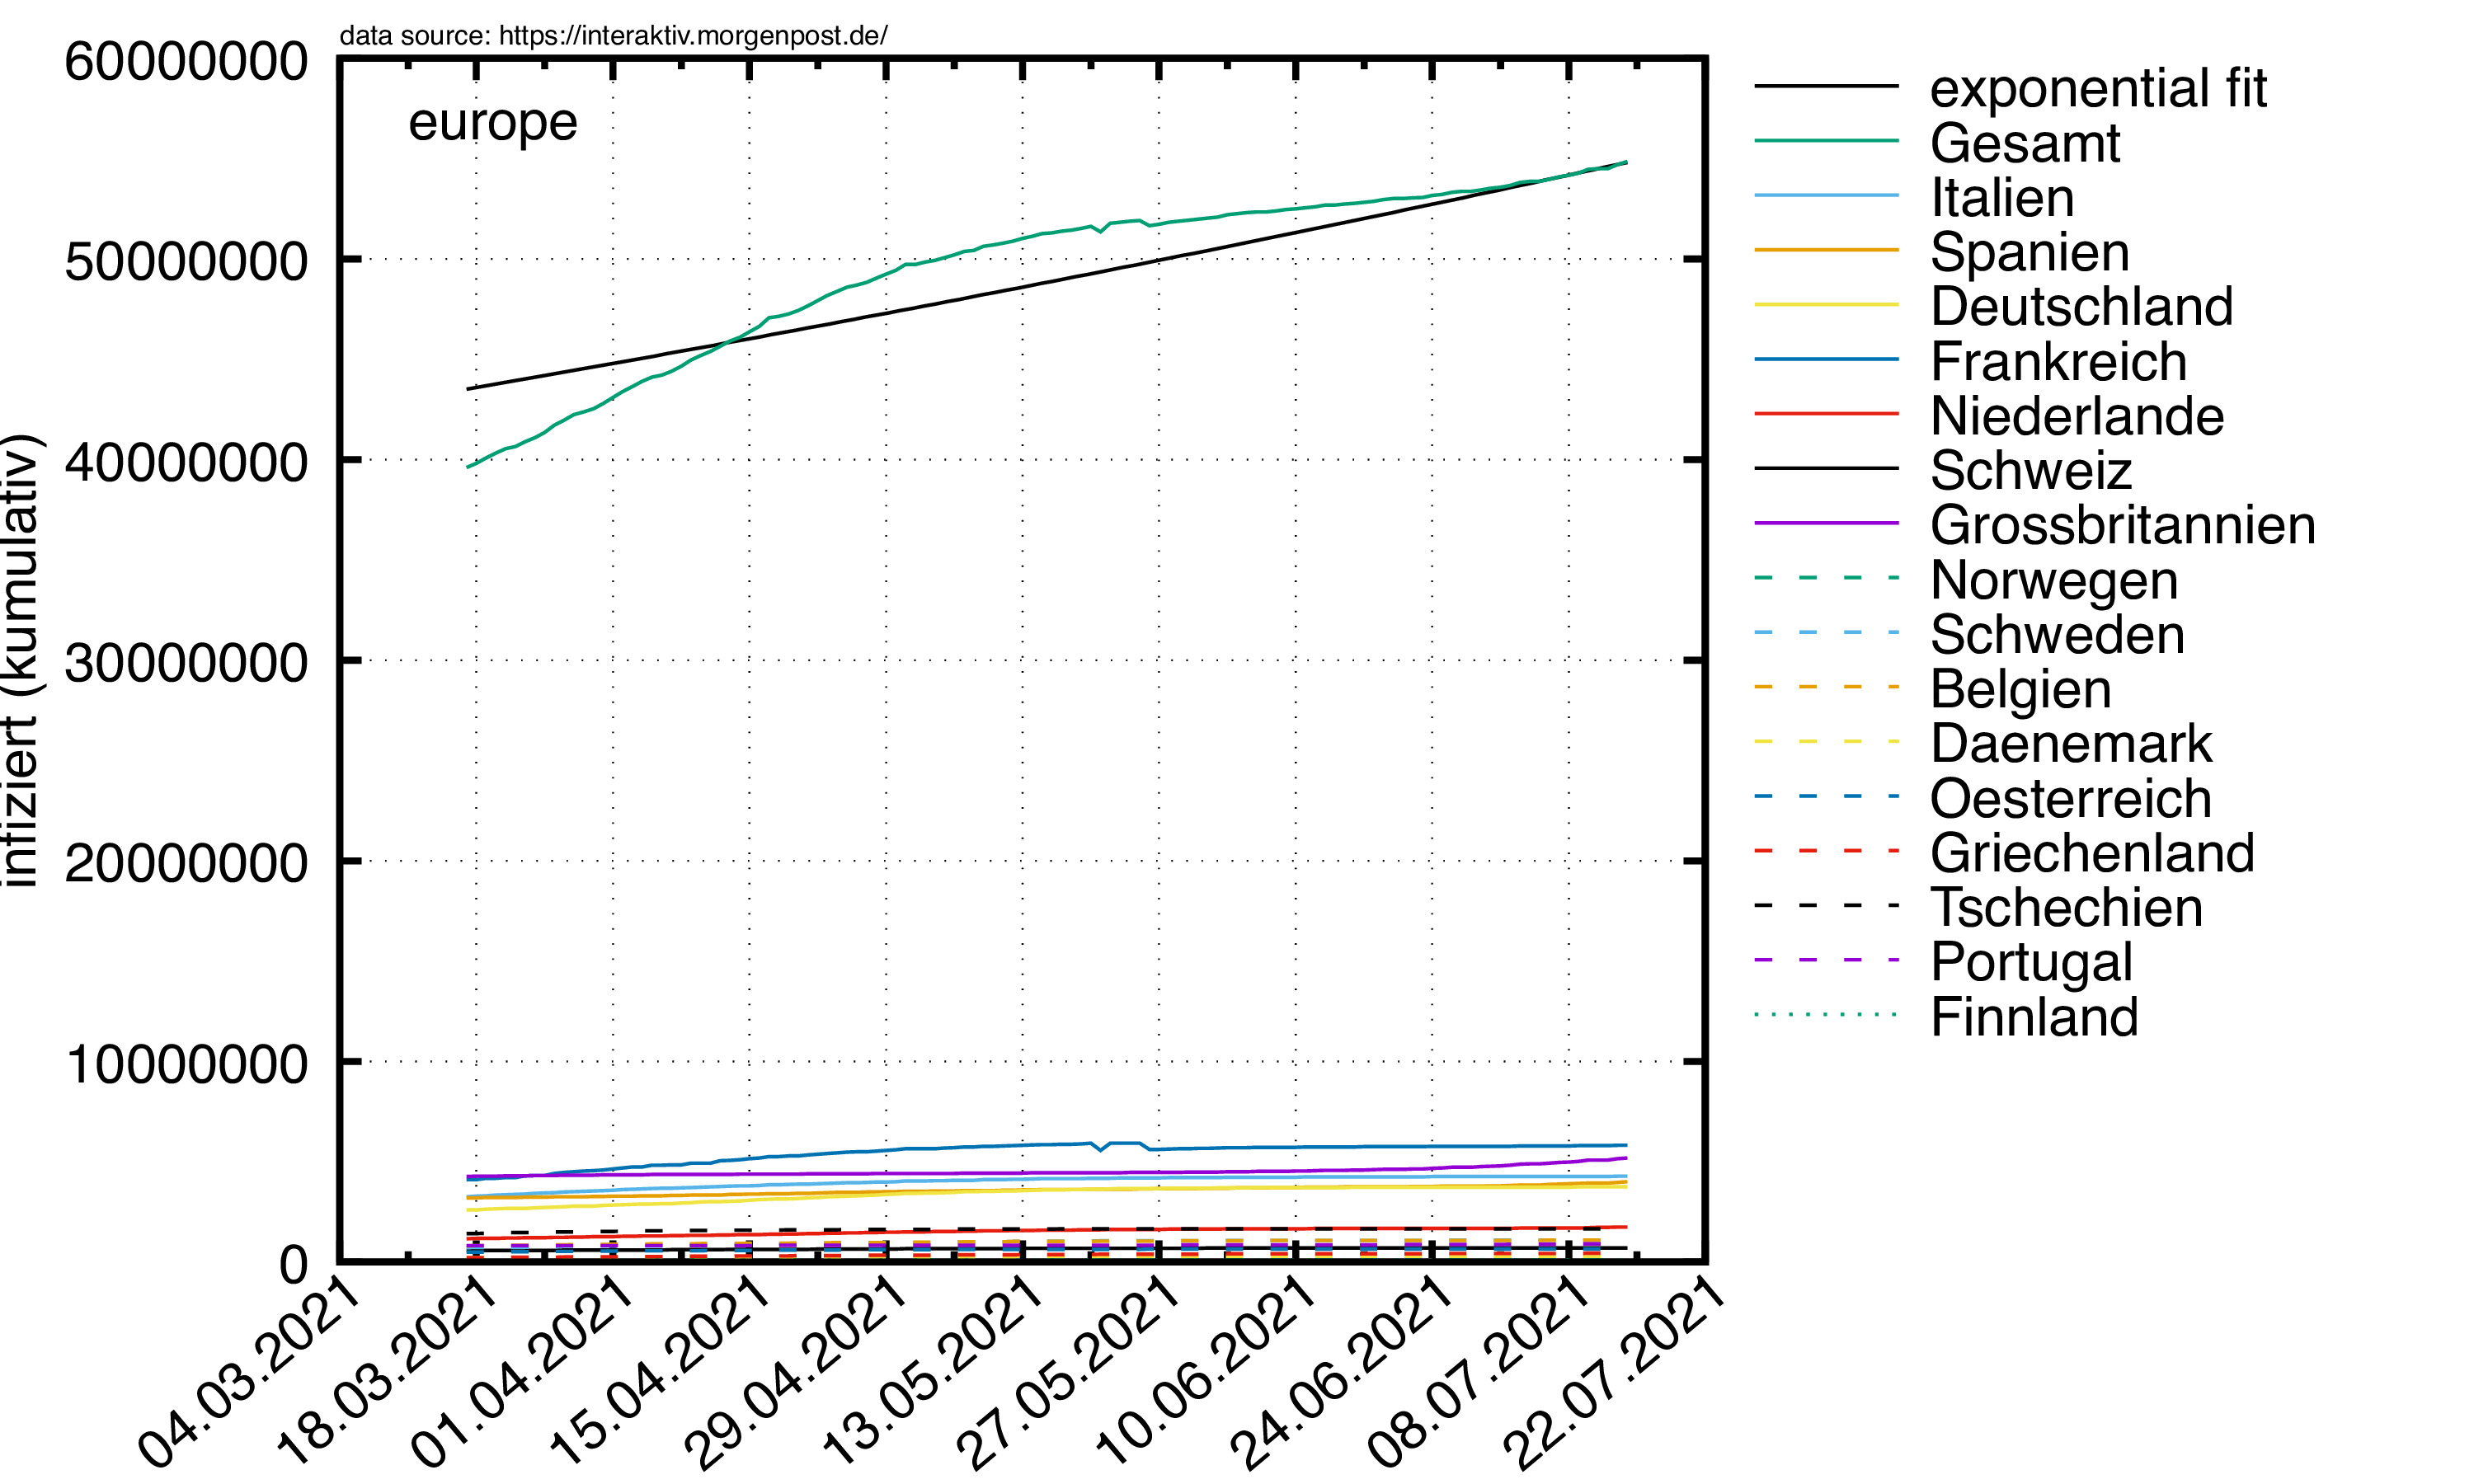 data source: https://interaktiv.morgenpost.de/
europe
infiziert (kumulativ)
60000000
50000000
40000000
30000000
20000000
10000000
0
04.03.2021
18.03.2021
01.04.2021
15.04.2021
29.04.2021
13.05.2021
27.05.2021
10.06.2021
24.06.2021
08.07.2021
22.07.2021
exponential fit
Gesamt
Italien
Spanien
Deutschland
Frankreich
Niederlande
Schweiz
Grossbritannien
Norwegen
Schweden
Belgien
Daenemark
Oesterreich
Griechenland
Tschechien
Portugal
Finnland